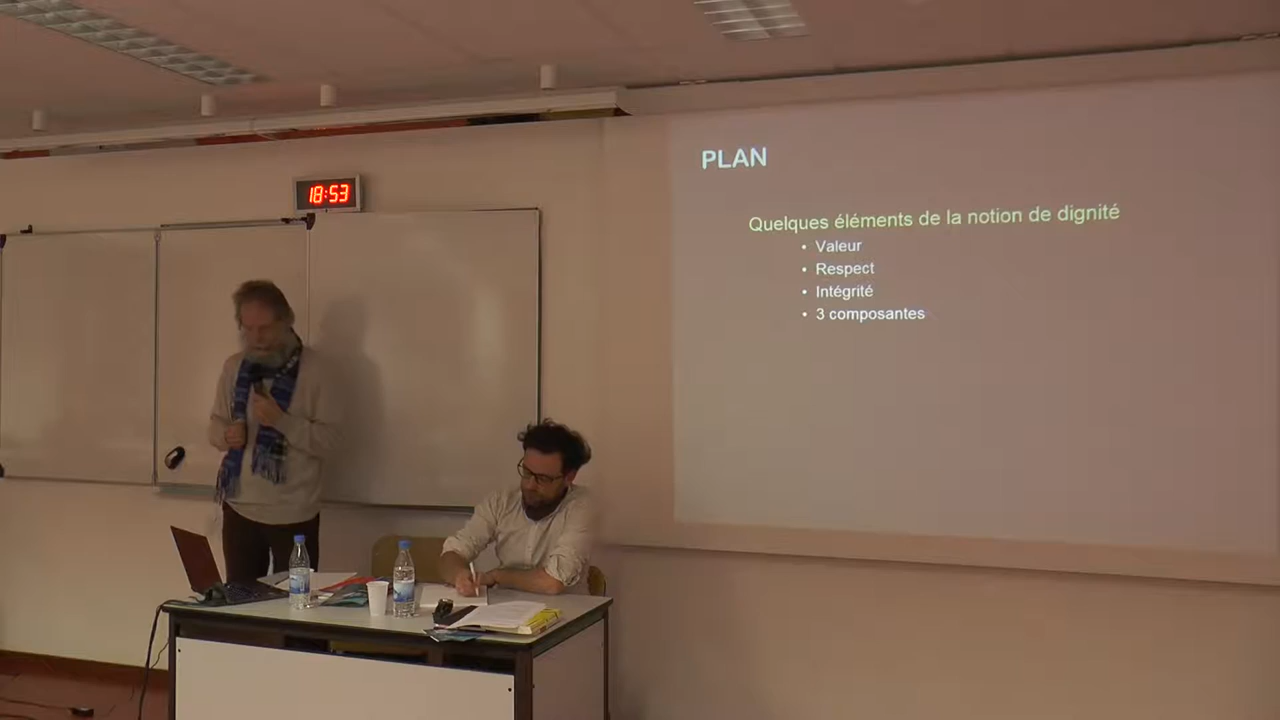 18:53
PLAN
Quelques éléments de la notion de dignité
• Valeur
• Respect
• Intégrité
• 3 composantes